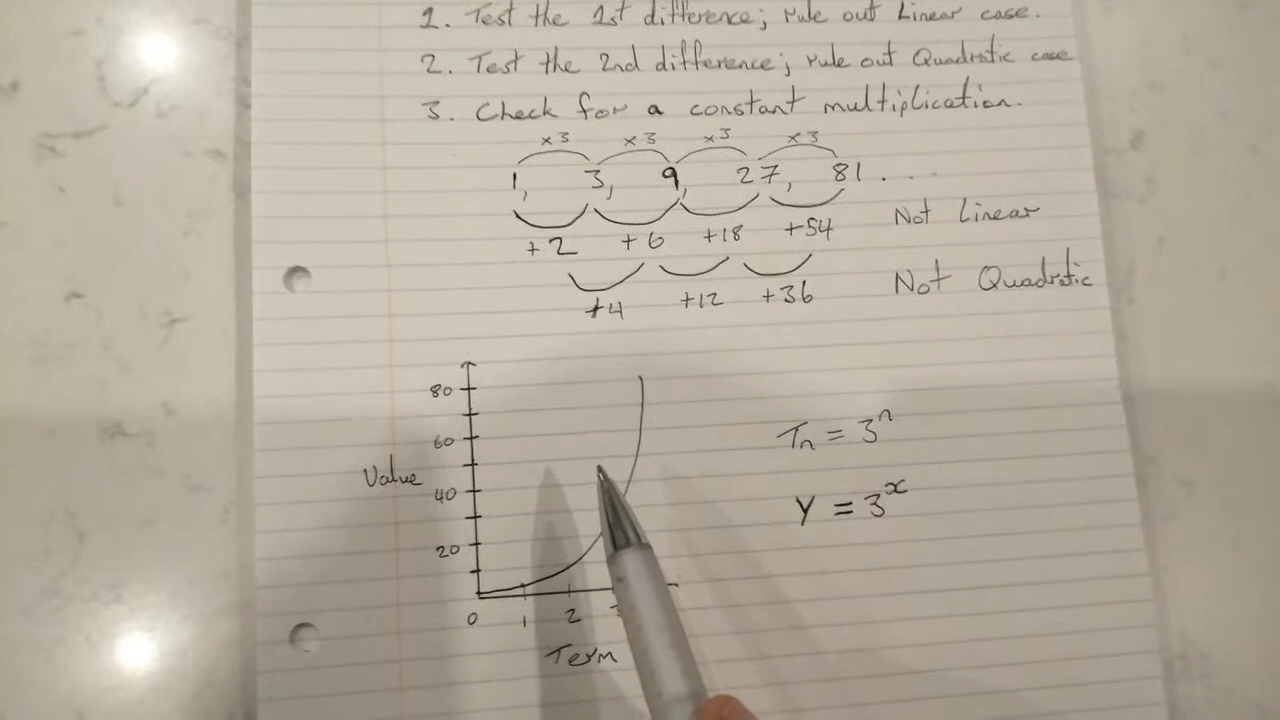 1. Test the 1st difference; rule out Linear case.
2. Test the 2nd difference; rule out Quadratic case
3. Check for a constant multiplication.
×3 ×3 ×3 ×3
1, 3, 9, 27, 81 . . .
+2 +6 +18 +54 Not Linear
+4 +12 +36 Not Quadratic
80
60
Value
40
20
0 1 2
Term
Tn = 3^n
y = 3^x